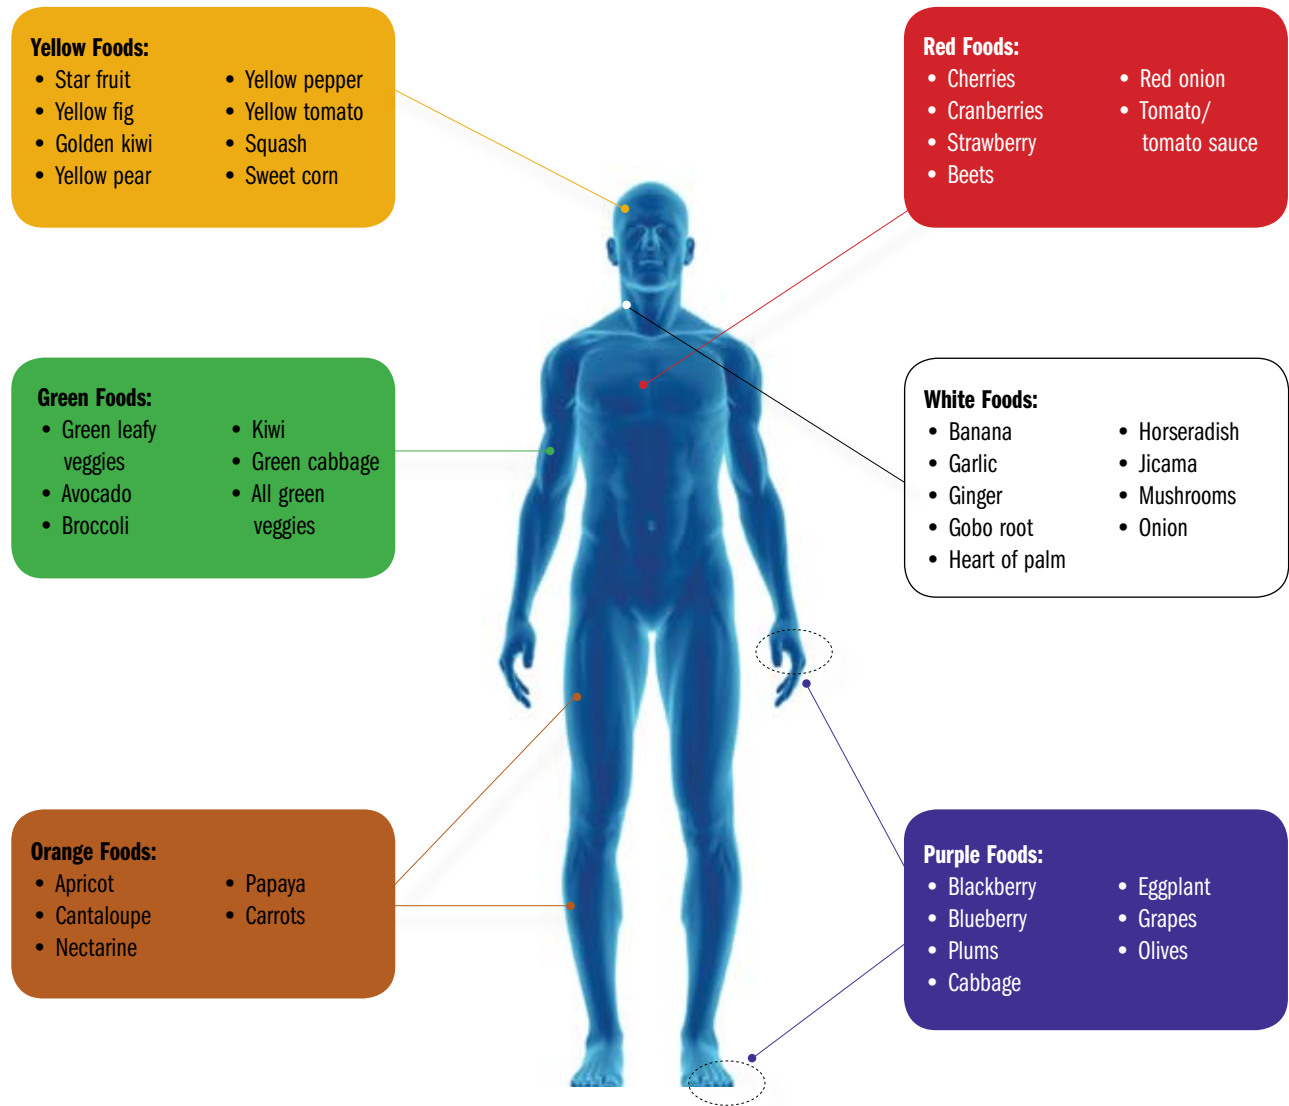 Yellow Foods:
• Star fruit
• Yellow fig
• Golden kiwi
• Yellow pear
• Yellow pepper
• Yellow tomato
• Squash
• Sweet corn
Red Foods:
• Cherries
• Cranberries
• Strawberry
• Beets
• Red onion
• Tomato/
tomato sauce
Green Foods:
• Green leafy
veggies
• Avocado
• Broccoli
• Kiwi
• Green cabbage
• All green
veggies
White Foods:
• Banana
• Garlic
• Ginger
• Gobo root
• Heart of palm
• Horseradish
• Jicama
• Mushrooms
• Onion
Orange Foods:
• Apricot
• Cantaloupe
• Nectarine
• Papaya
• Carrots
Purple Foods:
• Blackberry
• Blueberry
• Plums
• Cabbage
• Eggplant
• Grapes
• Olives